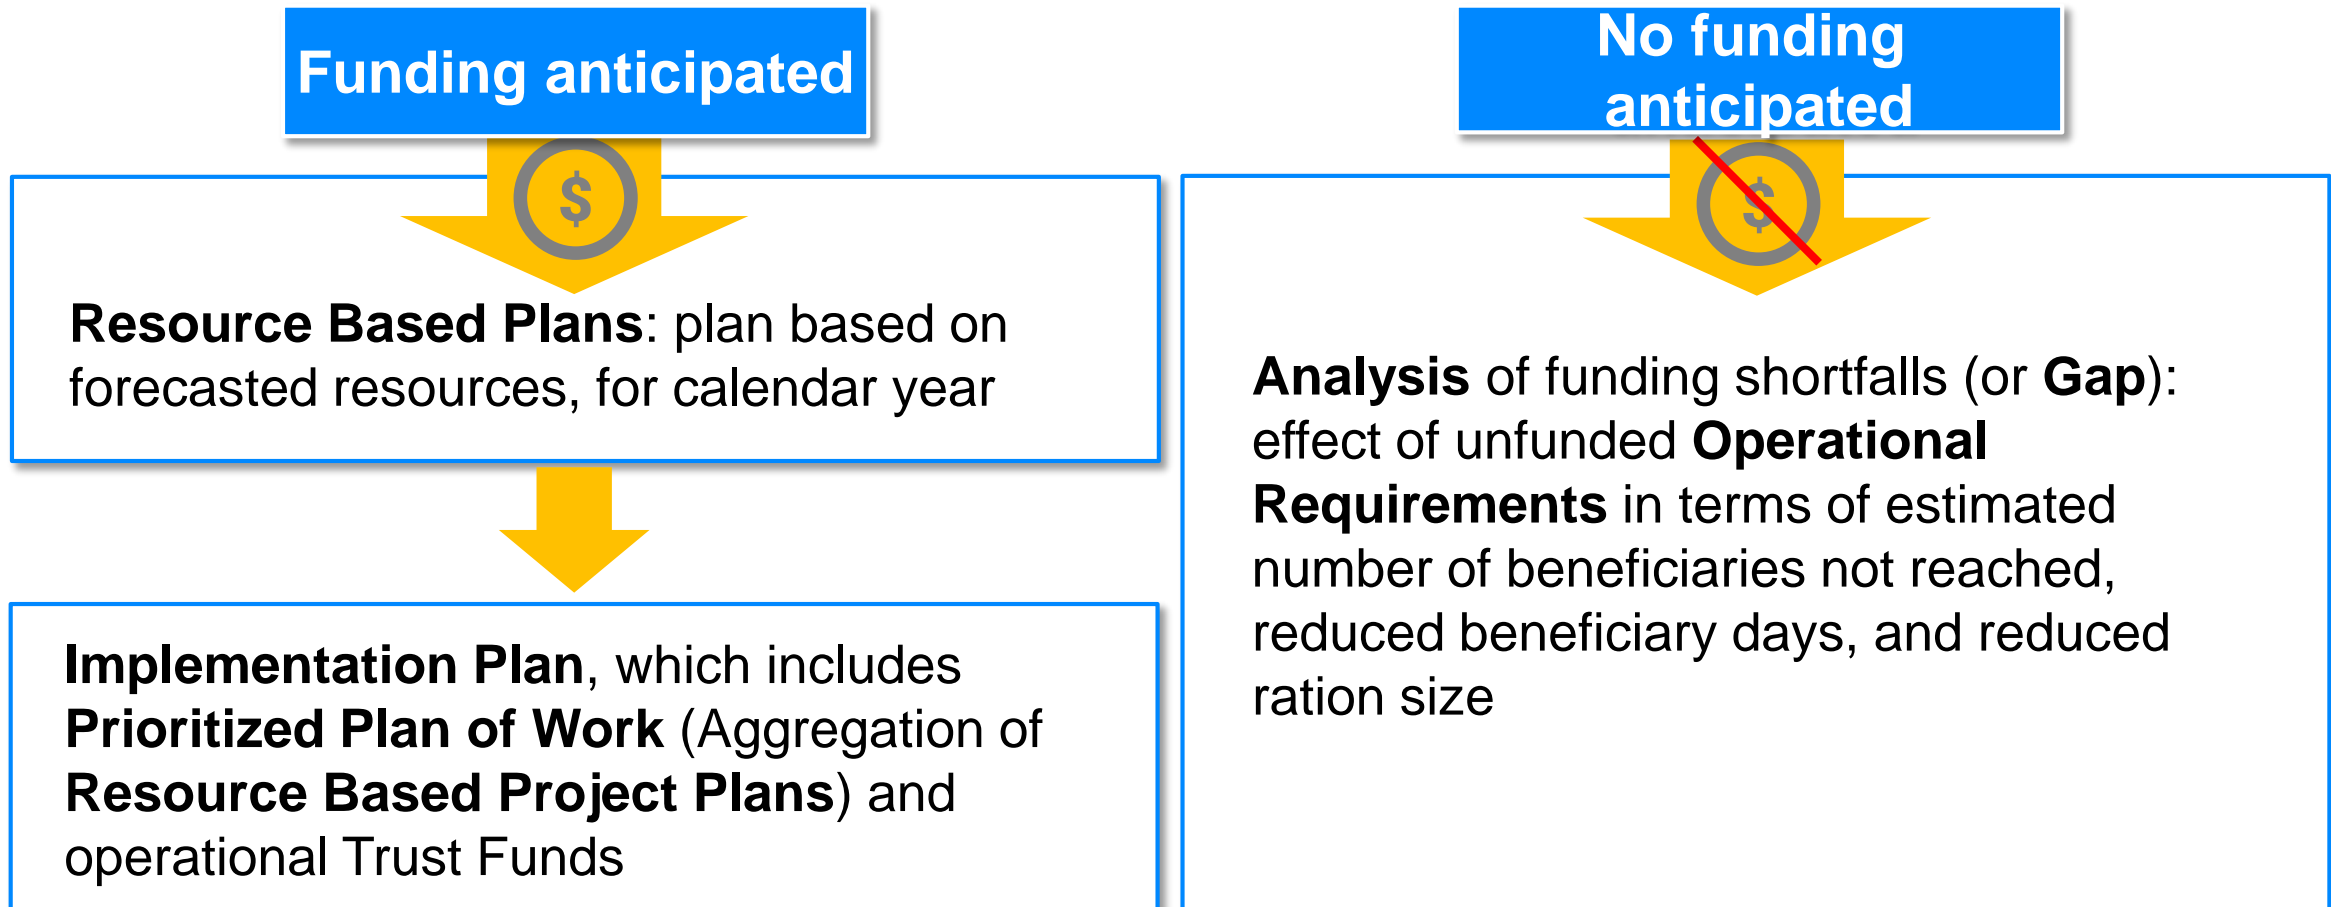 Funding anticipated
$
Resource Based Plans: plan based on
forecasted resources, for calendar year
Implementation Plan, which includes
Prioritized Plan of Work (Aggregation of
Resource Based Project Plans) and
operational Trust Funds
No funding
anticipated
$
Analysis of funding shortfalls (or Gap):
effect of unfunded Operational
Requirements in terms of estimated
number of beneficiaries not reached,
reduced beneficiary days, and reduced
ration size